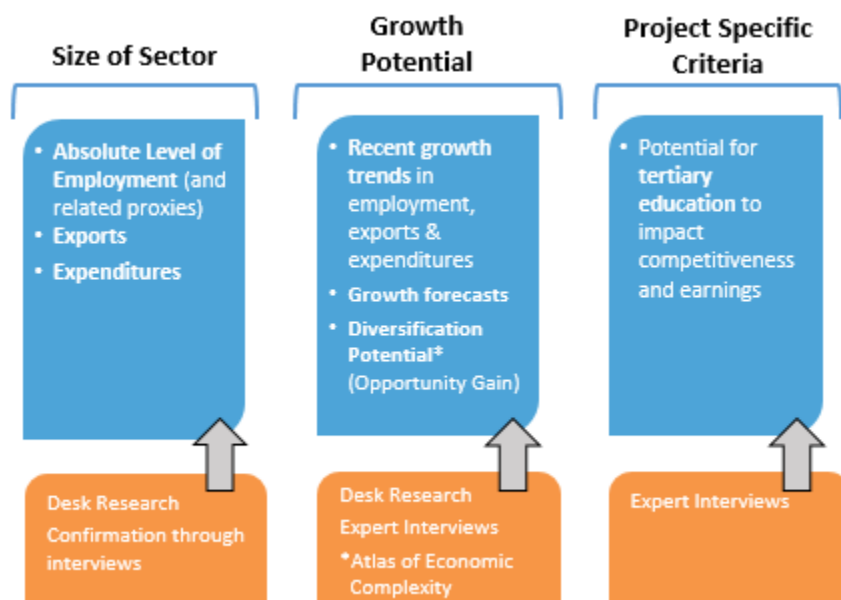 Size of Sector
• Absolute Level of
Employment (and
related proxies)
• Exports
• Expenditures
Desk Research
Confirmation through
interviews
Growth
Potential
• Recent growth
trends in
employment,
exports &
expenditures
• Growth forecasts
• Diversification
Potential*
(Opportunity Gain)
Desk Research
Expert Interviews
*Atlas of Economic
Complexity
Project Specific
Criteria
• Potential for
tertiary
education to
impact
competitiveness
and earnings
Expert Interviews